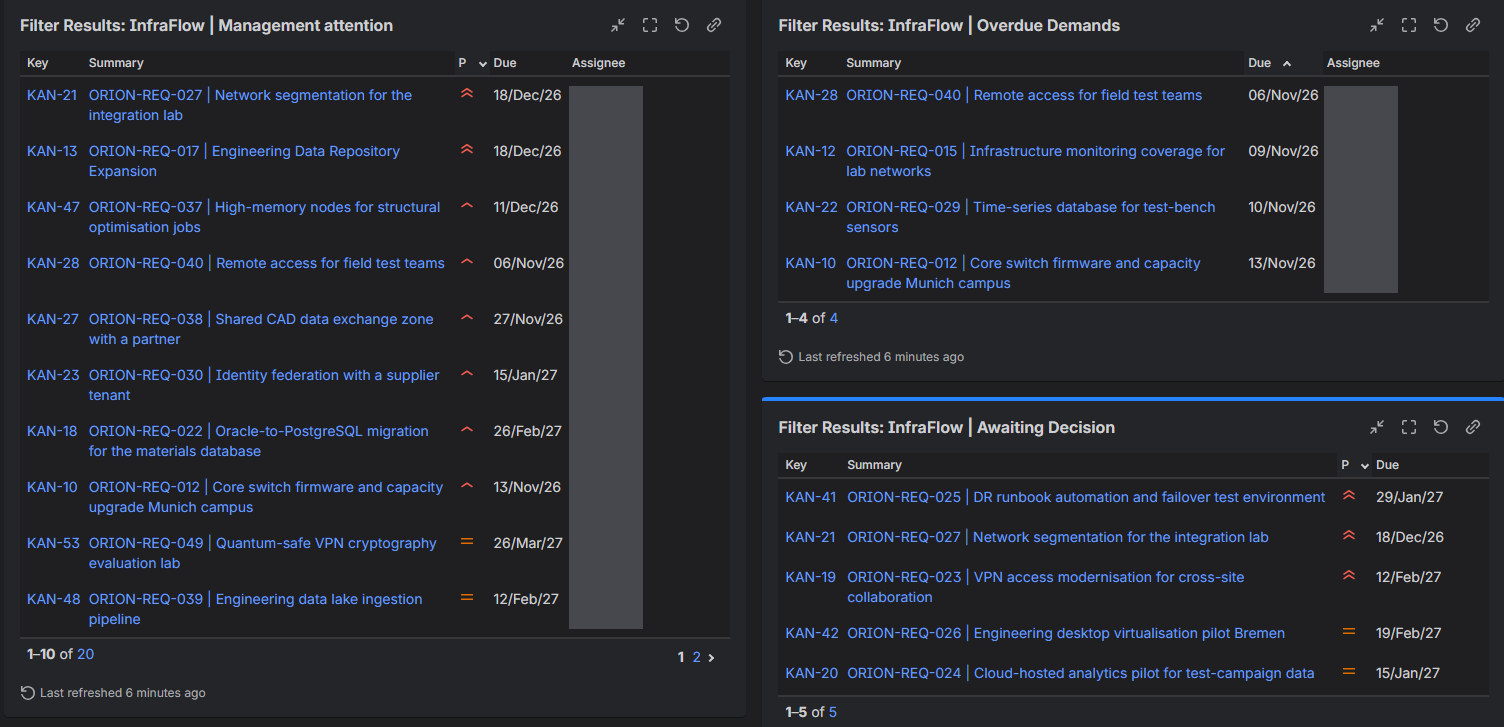 Filter Results: InfraFlow | Management attention
Key Summary P Due Assignee
KAN-21 ORION-REQ-027 | Network segmentation for the 18/Dec/26
integration lab
KAN-13 ORION-REQ-017 | Engineering Data Repository 18/Dec/26
Expansion
KAN-47 ORION-REQ-037 | High-memory nodes for structural 11/Dec/26
optimisation jobs
KAN-28 ORION-REQ-040 | Remote access for field test teams 06/Nov/26
KAN-27 ORION-REQ-038 | Shared CAD data exchange zone 27/Nov/26
with a partner
KAN-23 ORION-REQ-030 | Identity federation with a supplier 15/Jan/27
tenant
KAN-18 ORION-REQ-022 | Oracle-to-PostgreSQL migration 26/Feb/27
for the materials database
KAN-10 ORION-REQ-012 | Core switch firmware and capacity 13/Nov/26
upgrade Munich campus
KAN-53 ORION-REQ-049 | Quantum-safe VPN cryptography 26/Mar/27
evaluation lab
KAN-48 ORION-REQ-039 | Engineering data lake ingestion 12/Feb/27
pipeline
1–10 of 20
1 2
Last refreshed 6 minutes ago
Filter Results: InfraFlow | Overdue Demands
Key Summary Due Assignee
KAN-28 ORION-REQ-040 | Remote access for field test teams 06/Nov/26
KAN-12 ORION-REQ-015 | Infrastructure monitoring coverage for 09/Nov/26
lab networks
KAN-22 ORION-REQ-029 | Time-series database for test-bench 10/Nov/26
sensors
KAN-10 ORION-REQ-012 | Core switch firmware and capacity 13/Nov/26
upgrade Munich campus
1–4 of 4
Last refreshed 6 minutes ago
Filter Results: InfraFlow | Awaiting Decision
Key Summary P Due
KAN-41 ORION-REQ-025 | DR runbook automation and failover test environment 29/Jan/27
KAN-21 ORION-REQ-027 | Network segmentation for the integration lab 18/Dec/26
KAN-19 ORION-REQ-023 | VPN access modernisation for cross-site 12/Feb/27
collaboration
KAN-42 ORION-REQ-026 | Engineering desktop virtualisation pilot Bremen 19/Feb/27
KAN-20 ORION-REQ-024 | Cloud-hosted analytics pilot for test-campaign data 15/Jan/27
1–5 of 5